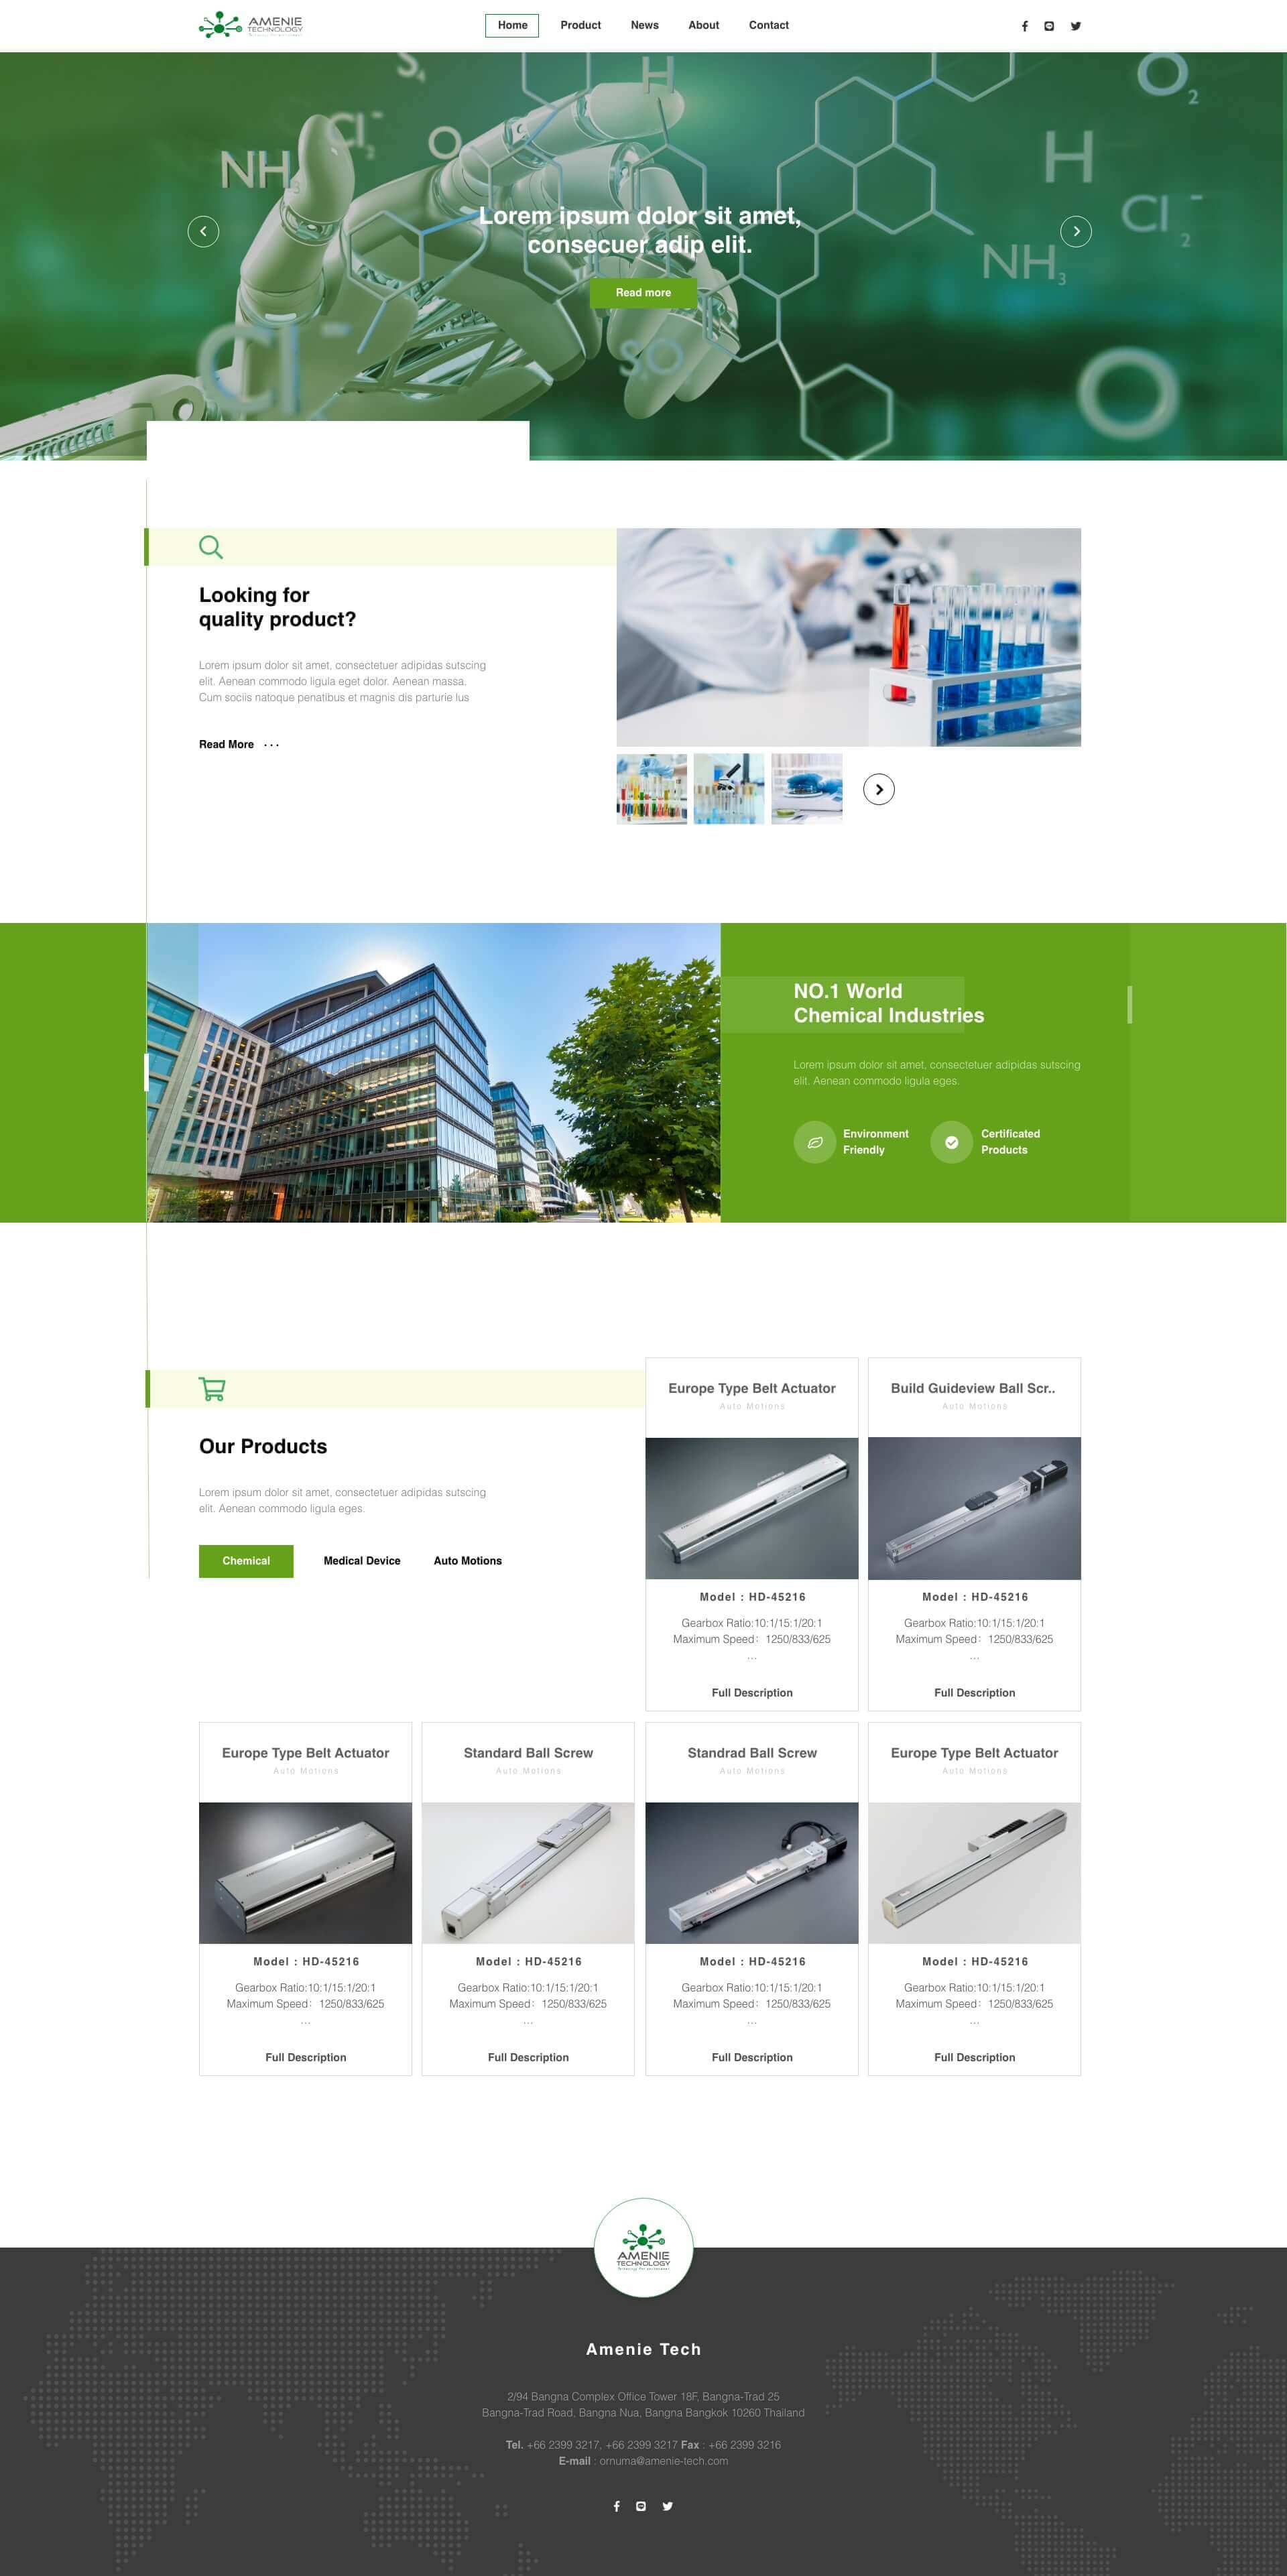 AMENIE
TECHNOLOGY
Home
Product
News
About
Contact
S4
H
O2
NH3
Cl2-
O
H
Cl2-
NH3
Lorem ipsum dolor sit amet,
consecuer adip elit.
Read more
Cl
SO
O
Looking for
quality product?
Lorem ipsum dolor sit amet, consectetuer adipidas sutscing
elit. Aenean commodo ligula eget dolor. Aenean massa.
Cum sociis natoque penatibus et magnis dis parturie lus
Read More ...
NO.1 World
Chemical Industries
Lorem ipsum dolor sit amet, consectetuer adipidas sutscing
elit. Aenean commodo ligula eges.
Environment
Friendly
Certificated
Products
Our Products
Lorem ipsum dolor sit amet, consectetuer adipidas sutscing
elit. Aenean commodo ligula eges.
Chemical
Medical Device
Auto Motions
Europe Type Belt Actuator
Auto Motions
Model : HD-45216
Gearbox Ratio:10:1/15:1/20:1
Maximum Speed: 1250/833/625
...
Full Description
Build Guideview Ball Scr..
Auto Motions
Model : HD-45216
Gearbox Ratio:10:1/15:1/20:1
Maximum Speed: 1250/833/625
...
Full Description
Europe Type Belt Actuator
Auto Motions
Model : HD-45216
Gearbox Ratio:10:1/15:1/20:1
Maximum Speed: 1250/833/625
...
Full Description
Standard Ball Screw
Auto Motions
Model : HD-45216
Gearbox Ratio:10:1/15:1/20:1
Maximum Speed: 1250/833/625
...
Full Description
Standrad Ball Screw
Auto Motions
Model : HD-45216
Gearbox Ratio:10:1/15:1/20:1
Maximum Speed: 1250/833/625
...
Full Description
Europe Type Belt Actuator
Auto Motions
Model : HD-45216
Gearbox Ratio:10:1/15:1/20:1
Maximum Speed: 1250/833/625
...
Full Description
AMENIE
TECHNOLOGY
Amenie Tech
2/94 Bangna Complex Office Tower 18F, Bangna-Trad 25
Bangna-Trad Road, Bangna Nua, Bangna Bangkok 10260 Thailand
Tel. +66 2399 3217, +66 2399 3217 Fax : +66 2399 3216
E-mail : ornuma@amenie-tech.com